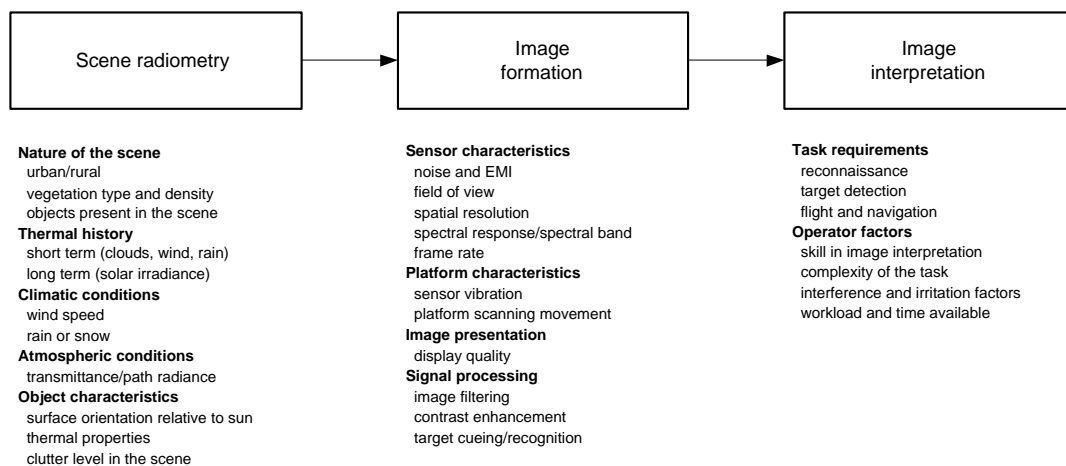 Scene radiometry
Image
formation
Image
interpretation
Nature of the scene
urban/rural
vegetation type and density
objects present in the scene
Thermal history
short term (clouds, wind, rain)
long term (solar irradiance)
Climatic conditions
wind speed
rain or snow
Atmospheric conditions
transmittance/path radiance
Object characteristics
surface orientation relative to sun
thermal properties
clutter level in the scene
Sensor characteristics
noise and EMI
field of view
spatial resolution
spectral response/spectral band
frame rate
Platform characteristics
sensor vibration
platform scanning movement
Image presentation
display quality
Signal processing
image filtering
contrast enhancement
target cueing/recognition
Task requirements
reconnaissance
target detection
flight and navigation
Operator factors
skill in image interpretation
complexity of the task
interference and irritation factors
workload and time available